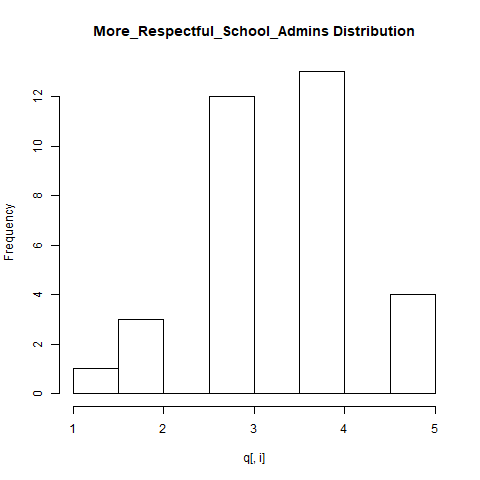 More_Respectful_School_Admins Distribution
Frequency
12
10
8
6
4
2
0
1 2 3 4 5
q[, i]